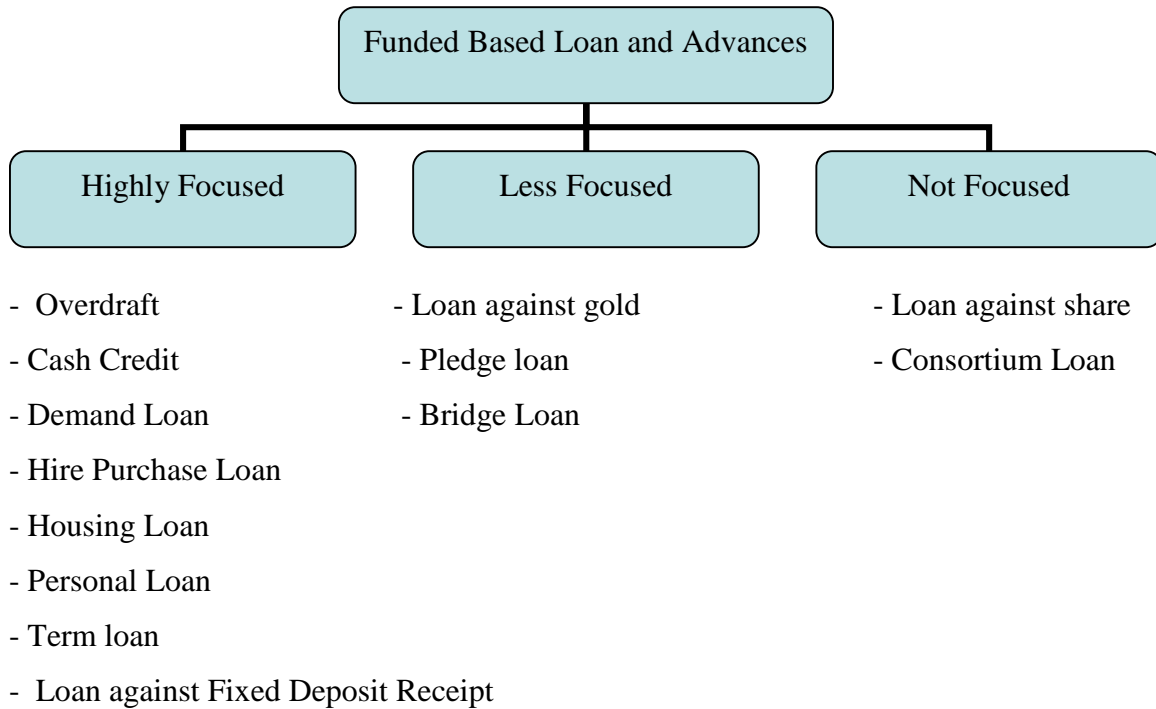 Funded Based Loan and Advances
Highly Focused
Less Focused
Not Focused
- Overdraft
- Cash Credit
- Demand Loan
- Hire Purchase Loan
- Housing Loan
- Personal Loan
- Term loan
- Loan against Fixed Deposit Receipt
- Loan against gold
- Pledge loan
- Bridge Loan
- Loan against share
- Consortium Loan